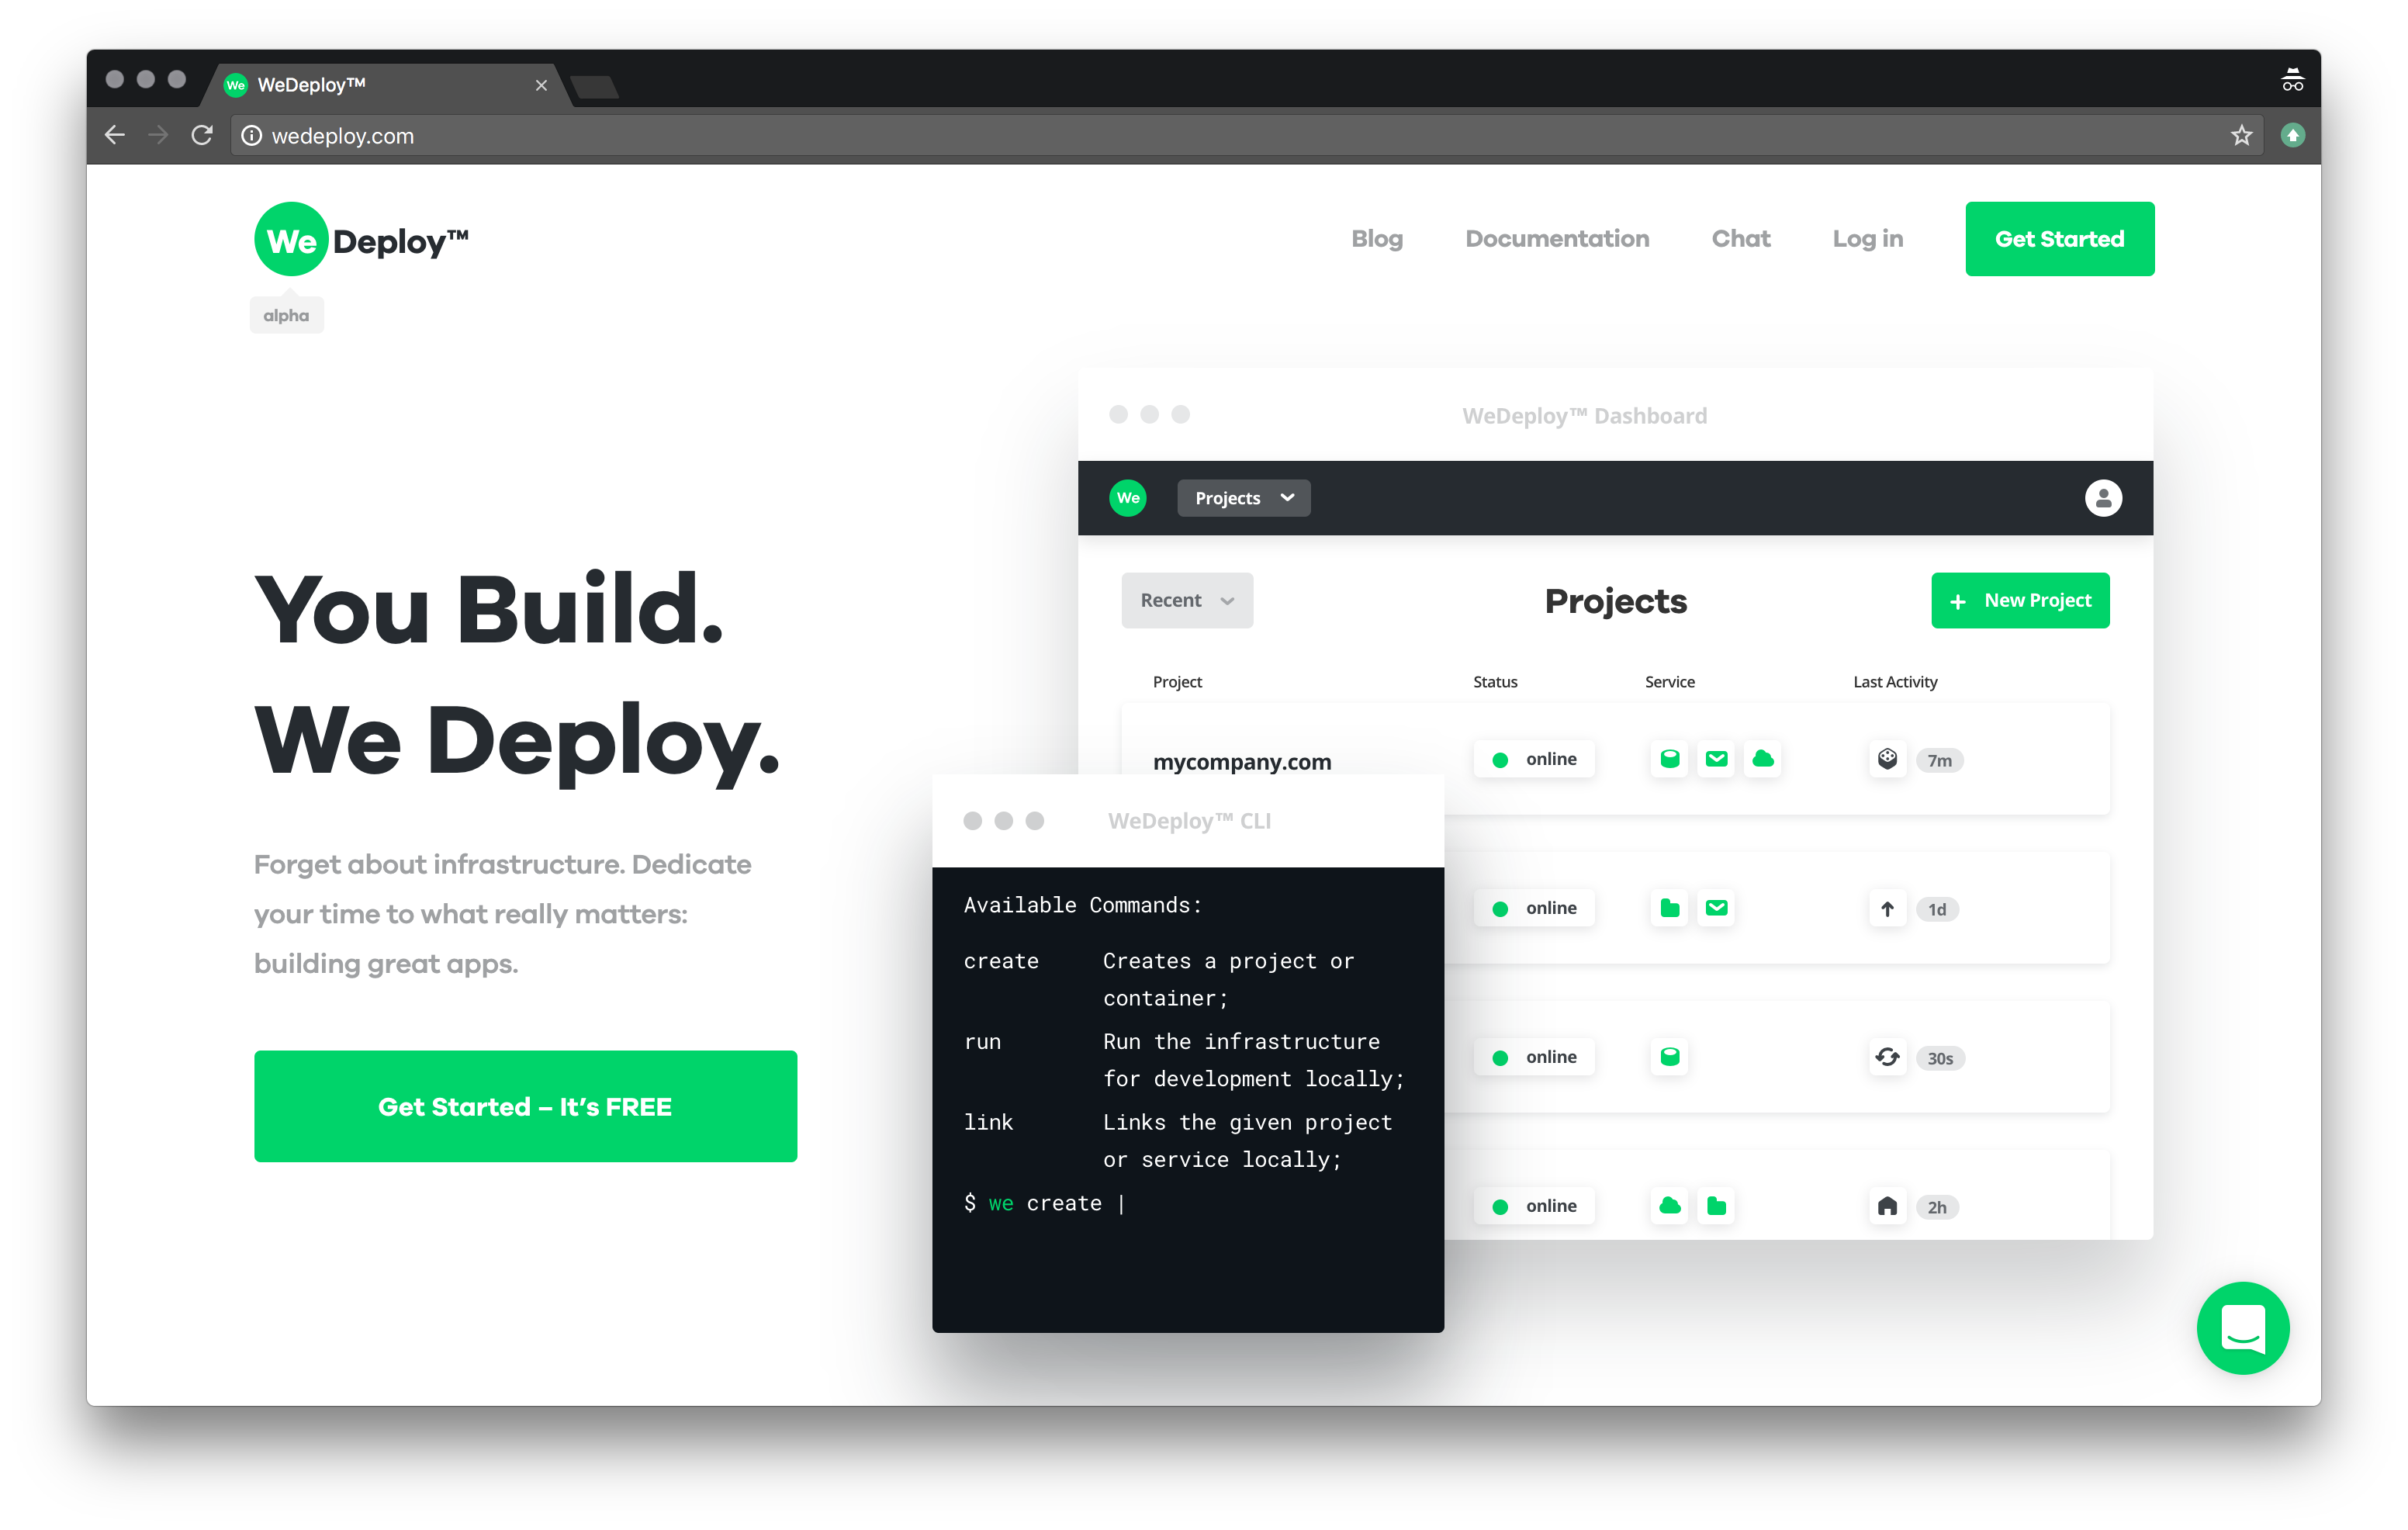 We WeDeploy™
wedeploy.com
We Deploy™
alpha
Blog Documentation Chat Log in Get Started
You Build.
We Deploy.
Forget about infrastructure. Dedicate
your time to what really matters:
building great apps.
Get Started – It's FREE
WeDeploy™ Dashboard
We Projects
Recent
Projects
+ New Project
Project Status Service Last Activity
mycompany.com online 7m
online 1d
online 30s
online 2h
WeDeploy™ CLI
Available Commands:
create Creates a project or
container;
run Run the infrastructure
for development locally;
link Links the given project
or service locally;
$ we create |